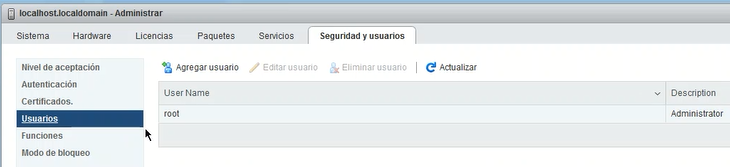 localhost.localdomain - Administrar
Sistema Hardware Licencias Paquetes Servicios Seguridad y usuarios
Nivel de aceptación
Autenticación
Certificados.
Usuarios
Funciones
Modo de bloqueo
Agregar usuario Editar usuario Eliminar usuario Actualizar
User Name Description
root Administrator